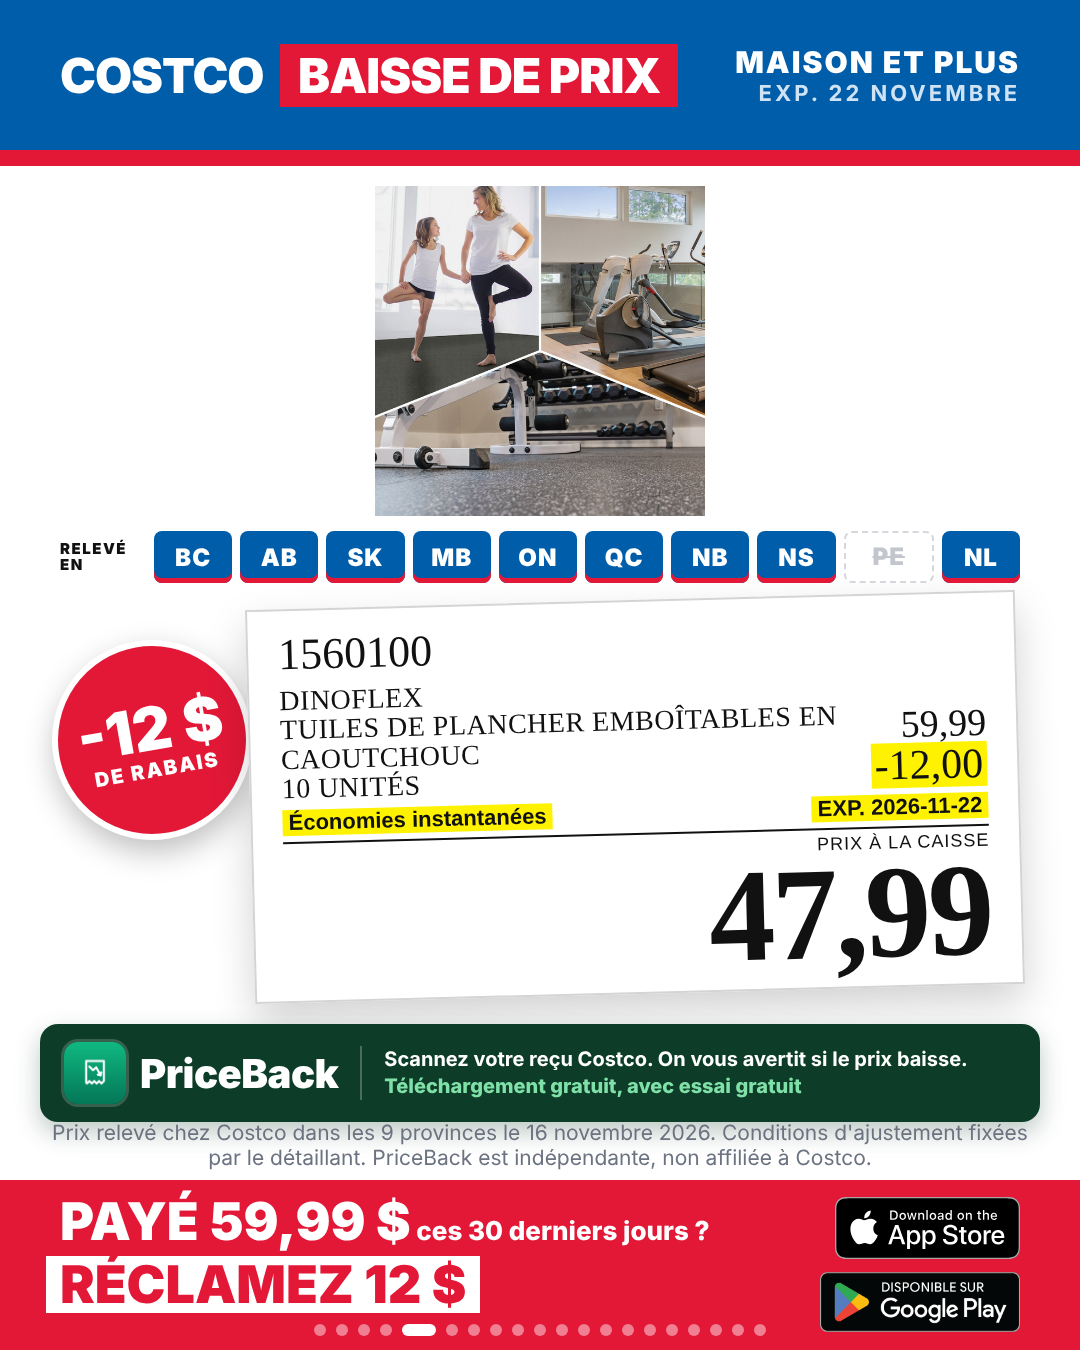 COSTCO BAISSE DE PRIX
MAISON ET PLUS
EXP. 22 NOVEMBRE
RELEVÉ EN
BC AB SK MB ON QC NB NS PE NL
-12 $
DE RABAIS
1560100
DINOFLEX
TUILES DE PLANCHER EMBOÎTABLES EN
CAOUTCHOUC
10 UNITÉS
59,99
-12,00
Économies instantanées
EXP. 2026-11-22
PRIX À LA CAISSE
47,99
PriceBack
Scannez votre reçu Costco. On vous avertit si le prix baisse.
Téléchargement gratuit, avec essai gratuit
Prix relevé chez Costco dans les 9 provinces le 16 novembre 2026. Conditions d'ajustement fixées
par le détaillant. PriceBack est indépendante, non affiliée à Costco.
PAYÉ 59,99 $ ces 30 derniers jours ?
RÉCLAMEZ 12 $
Download on the
App Store
DISPONIBLE SUR
Google Play